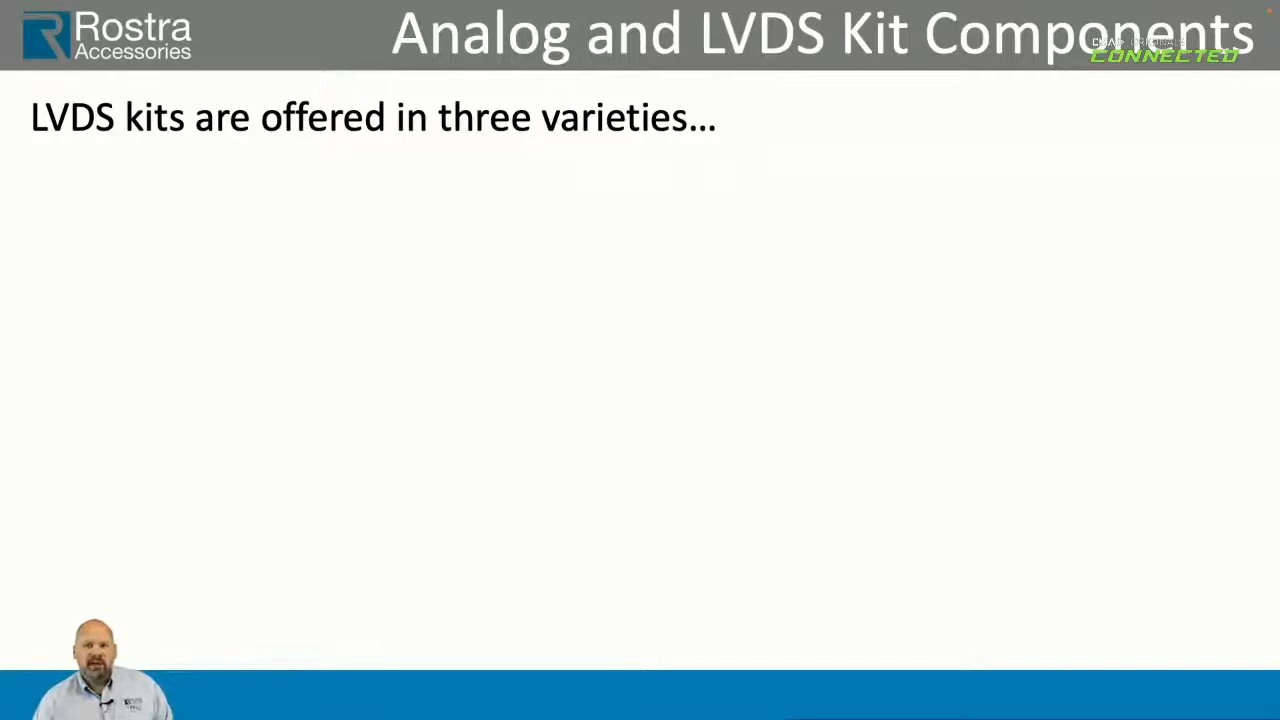 Rostra
Accessories
Analog and LVDS Kit Components
CONNECTED
LVDS kits are offered in three varieties…